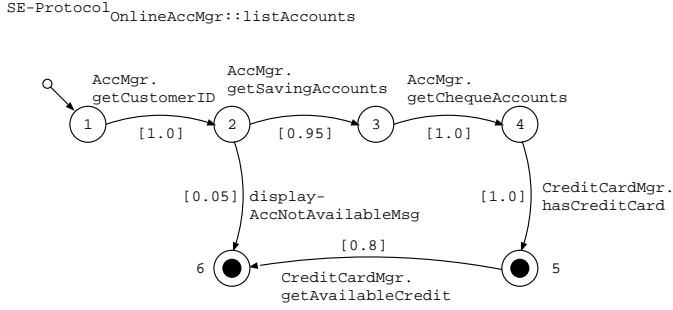 SE-Protocol OnlineAccMgr::listAccounts
AccMgr.
getCustomerID
AccMgr.
getSavingAccounts
AccMgr.
getChequeAccounts
1
2
3
4
[1.0]
[0.95]
[1.0]
[0.05]
display-
AccNotAvailableMsg
[1.0]
CreditCardMgr.
hasCreditCard
[0.8]
6
5
CreditCardMgr.
getAvailableCredit